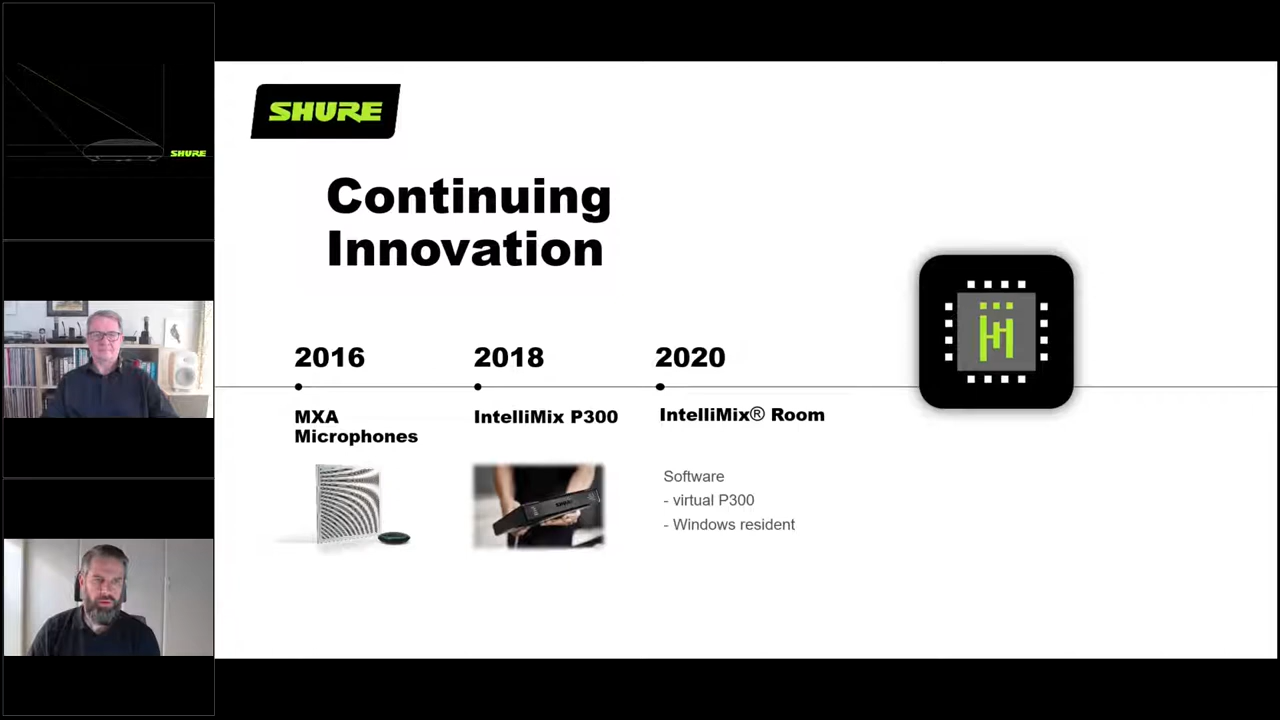 SHURE
SHURE
Continuing
Innovation
2016
2018
2020
MXA
Microphones
IntelliMix P300
IntelliMix® Room
Software
- virtual P300
- Windows resident